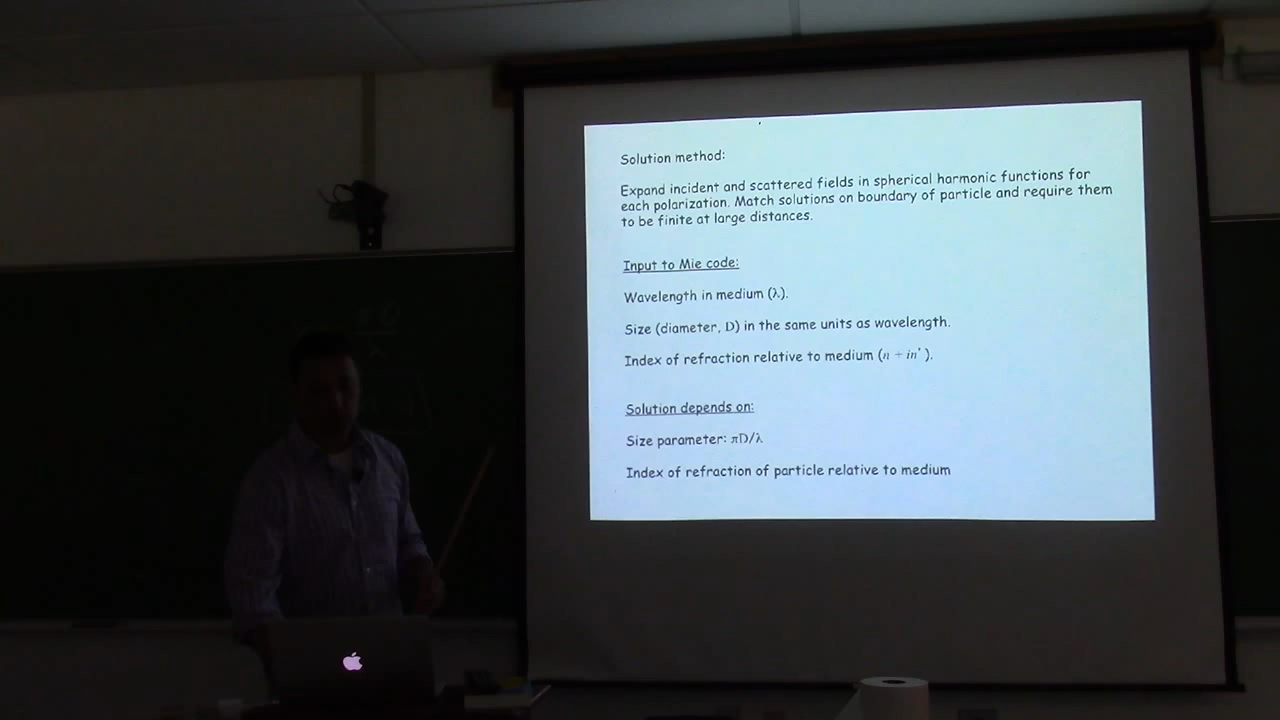 Solution method:
Expand incident and scattered fields in spherical harmonic functions for
each polarization. Match solutions on boundary of particle and require them
to be finite at large distances.
Input to Mie code:
Wavelength in medium (λ).
Size (diameter, D) in the same units as wavelength.
Index of refraction relative to medium (n + in').
Solution depends on:
Size parameter: πD/λ
Index of refraction of particle relative to medium